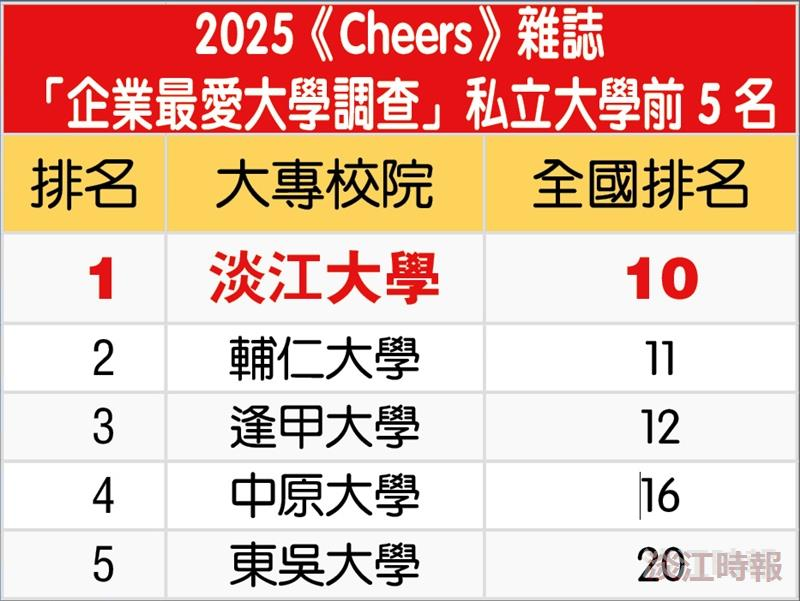 2025《Cheers》雜誌
「企業最愛大學調查」私立大學前5名
排名 大專校院 全國排名
1 淡江大學 10
2 輔仁大學 11
3 逢甲大學 12
4 中原大學 16
5 東吳大學 20
淡江時報